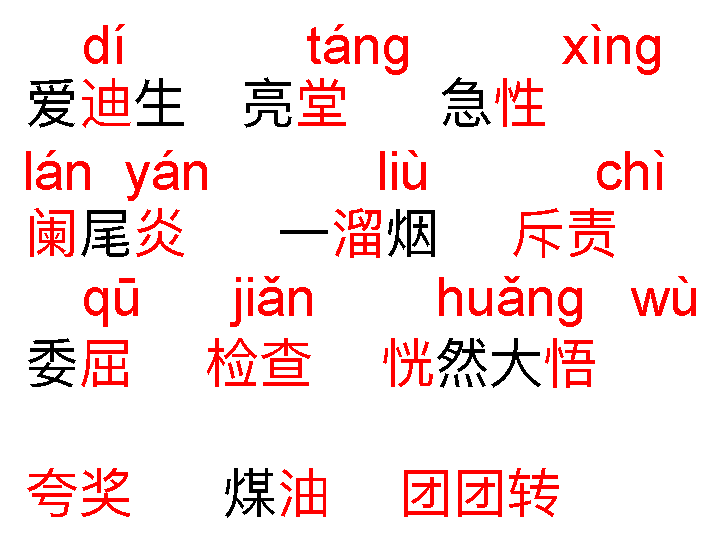 dí táng xìng
爱迪生 亮堂 急性
lán yán liù chì
阑尾炎 一溜烟 斥责
qū jiǎn huǎng wù
委屈 检查 恍然大悟
夸奖 煤油 团团转